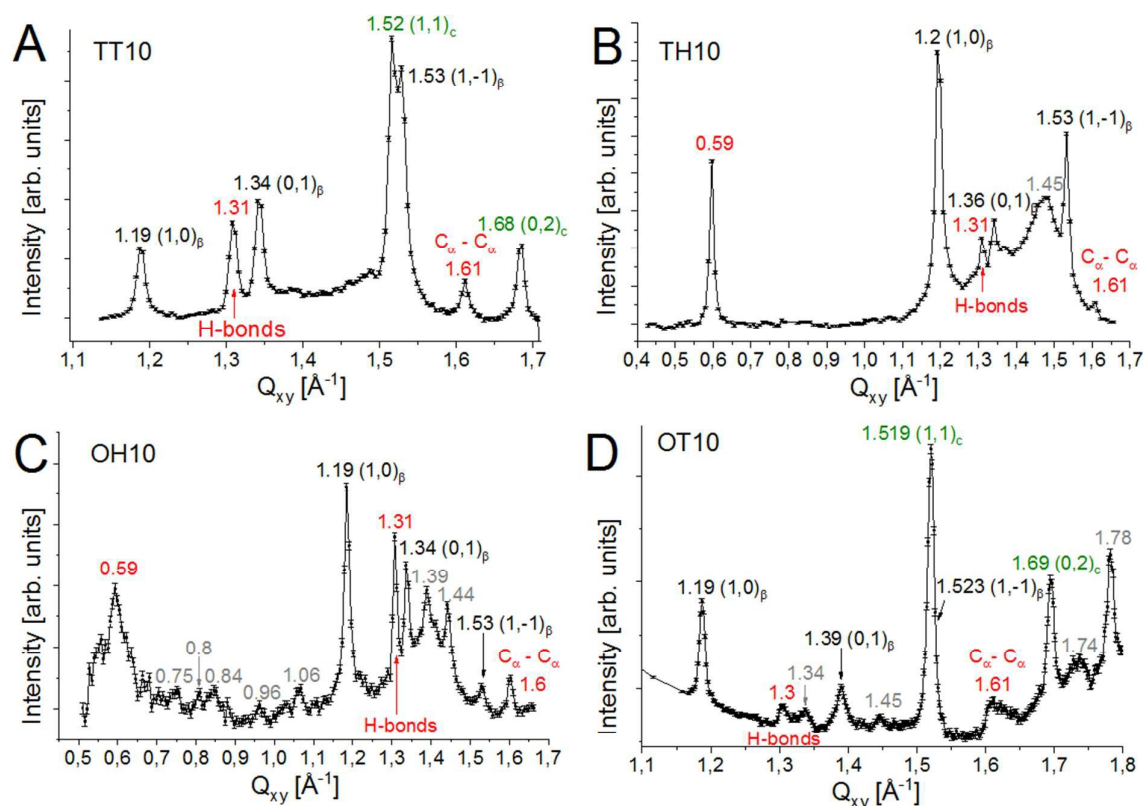 A
TT10
1.52 (1,1)c
1.53 (1,-1)β
1.34 (0,1)β
1.31
1.19 (1,0)β
H-bonds
Cα - Cα
1.61
1.68 (0,2)c
Intensity [arb. units]
1,1 1,2 1,3 1,4 1,5 1,6 1,7
Qxy [Å-1]
B
TH10
1.2 (1,0)β
1.53 (1,-1)β
0.59
1.45
1.36 (0,1)β
1.31
H-bonds
Cα - Cα
1.61
Intensity [arb. units]
0,4 0,5 0,6 0,7 0,8 0,9 1,0 1,1 1,2 1,3 1,4 1,5 1,6 1,7
Qxy [Å-1]
C
OH10
1.19 (1,0)β
1.31
1.34 (0,1)β
1.39
1.44
0.59
1.53 (1,-1)β
0.8
0.75
0.84
0.96
1.06
Cα - Cα
1.6
H-bonds
Intensity [arb. units]
0,5 0,6 0,7 0,8 0,9 1,0 1,1 1,2 1,3 1,4 1,5 1,6 1,7
Qxy [Å-1]
D
OT10
1.519 (1,1)c
1.78
1.69 (0,2)c
1.19 (1,0)β
1.523 (1,-1)β
1.39 (0,1)β
1.34
1.3
H-bonds
1.45
Cα - Cα
1.61
1.74
Intensity [arb. units]
1,1 1,2 1,3 1,4 1,5 1,6 1,7 1,8
Qxy [Å-1]